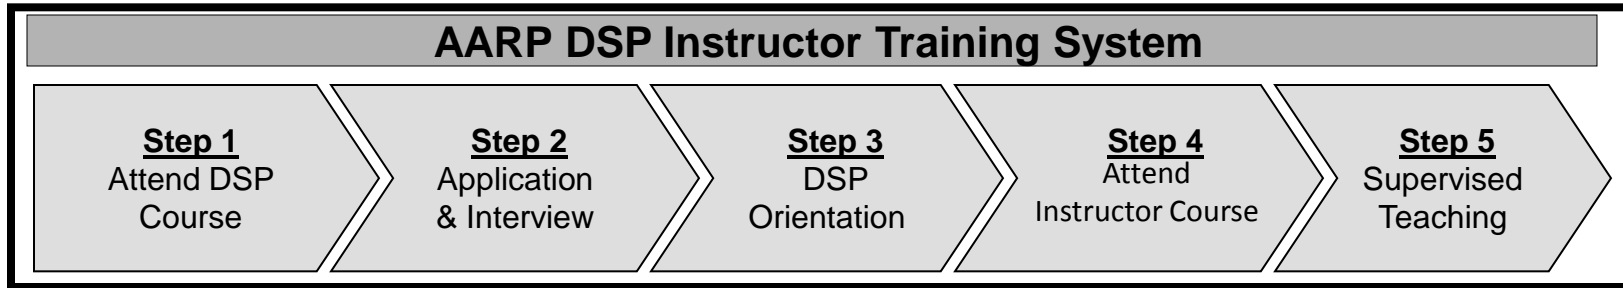 AARP DSP Instructor Training System
Step 1
Attend DSP
Course
Step 2
Application
& Interview
Step 3
DSP
Orientation
Step 4
Attend
Instructor Course
Step 5
Supervised
Teaching